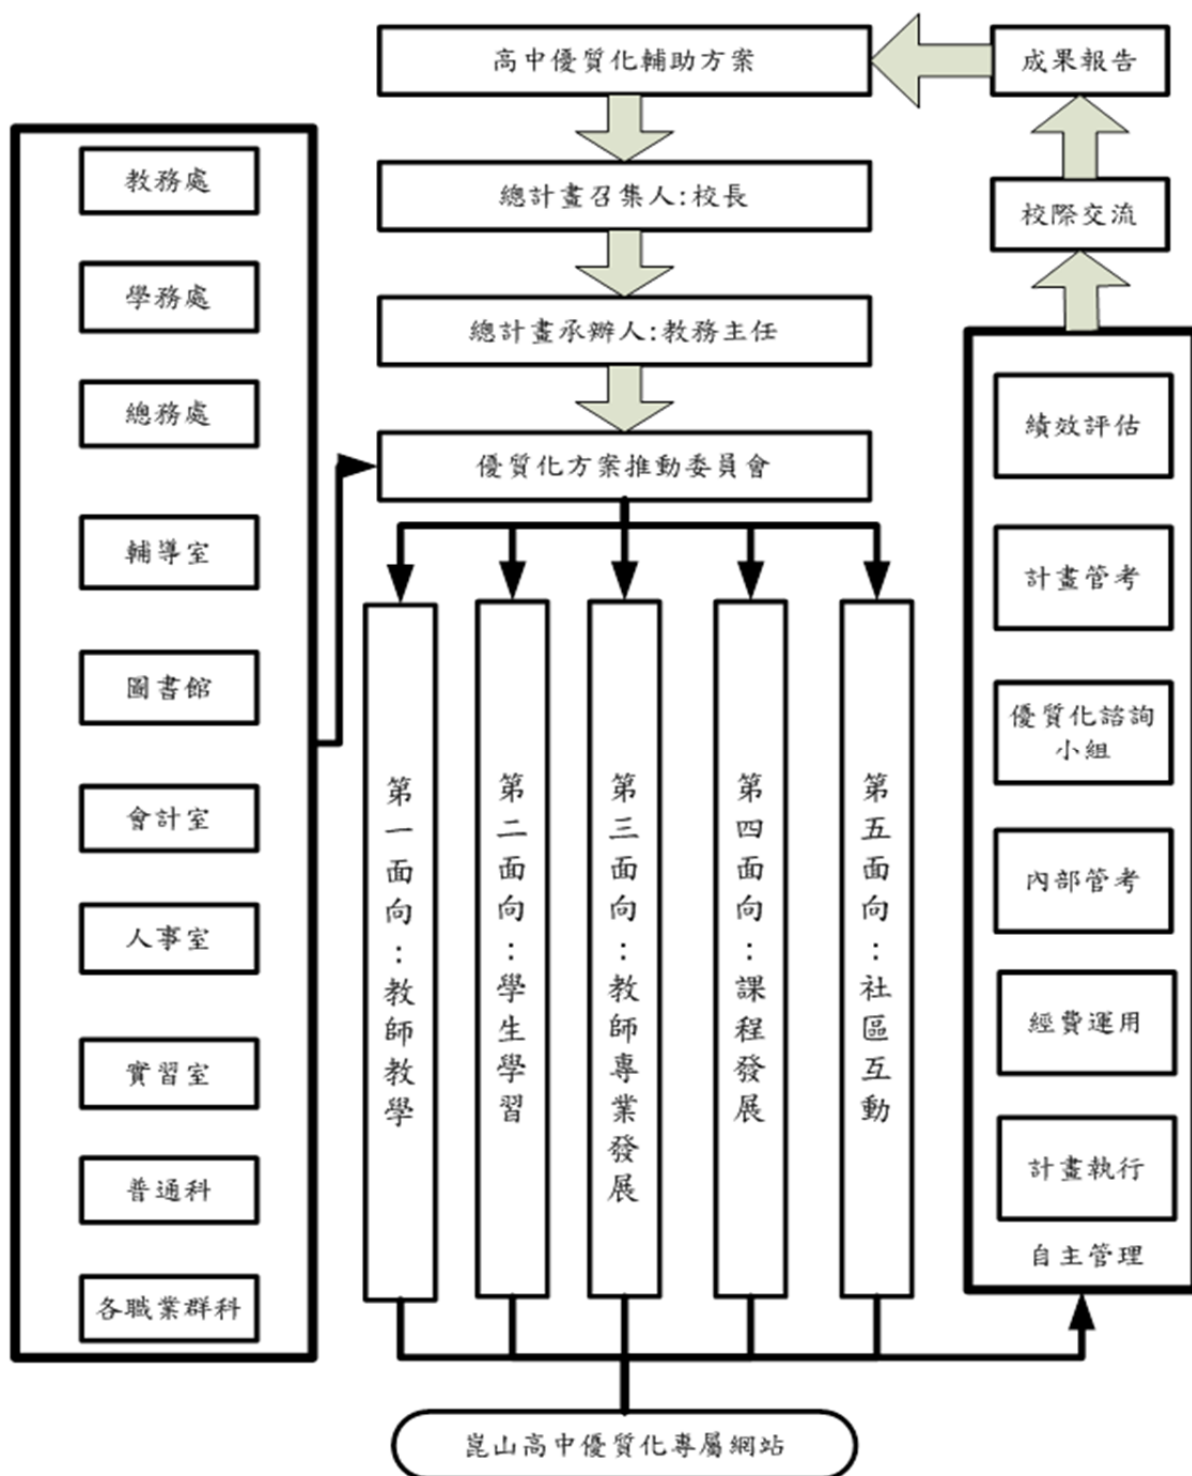 高中優質化輔助方案
成果報告
總計畫召集人:校長
校際交流
總計畫承辦人:教務主任
優質化方案推動委員會
教務處
學務處
總務處
輔導室
圖書館
會計室
人事室
實習室
普通科
各職業群科
第一面向：教師教學
第二面向：學生學習
第三面向：教師專業發展
第四面向：課程發展
第五面向：社區互動
績效評估
計畫管考
優質化諮詢
小組
內部管考
經費運用
計畫執行
自主管理
崑山高中優質化專屬網站